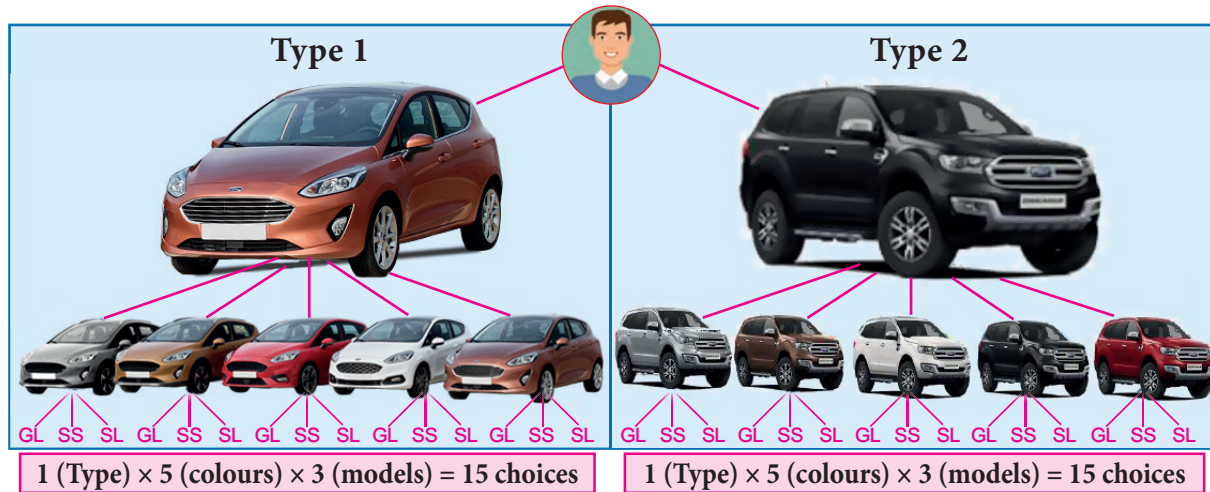 Type 1
Type 2
GL SS SL GL SS SL GL SS SL GL SS SL GL SS SL
GL SS SL GL SS SL GL SS SL GL SS SL GL SS SL
1 (Type) × 5 (colours) × 3 (models) = 15 choices
1 (Type) × 5 (colours) × 3 (models) = 15 choices